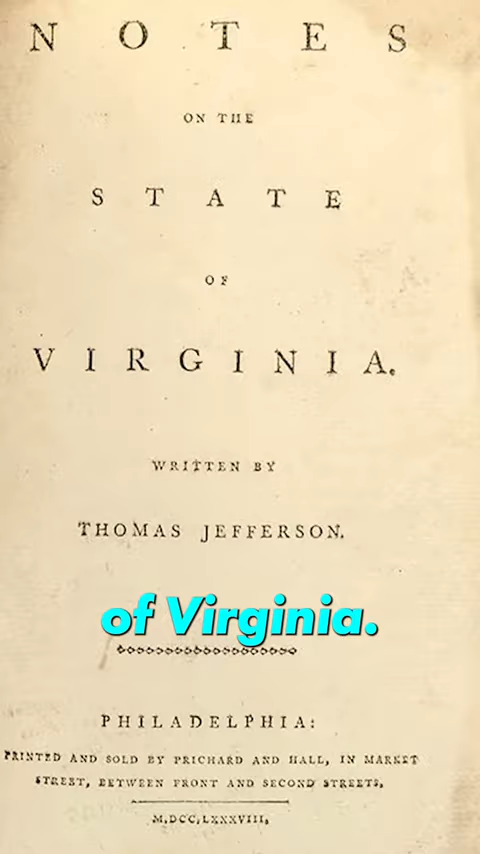 NOTES
ON THE
STATE
OF
VIRGINIA.
WRITTEN BY
THOMAS JEFFERSON.
of Virginia.
PHILADELPHIA:
PRINTED AND SOLD BY PRICHARD AND HALL, IN MARKET
STREET, BETWEEN FRONT AND SECOND STREETS,
M,DCC,LXXXVIII,